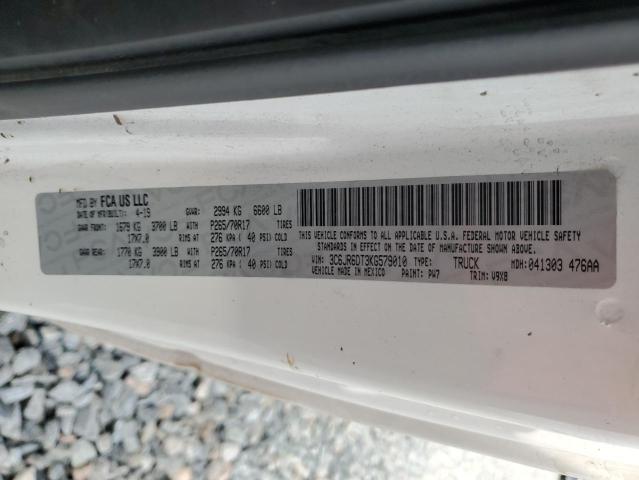 MFD BY FCA US LLC
DATE OF MFR/BUILT: 4-19 GVWR: 2994 KG 6600 LB
GAWR FRONT: 1679 KG 3700 LB WITH P265/70R17 TIRES
17X7.0 RIMS AT 276 KPA ( 40 PSI) COLD
GAWR REAR: 1770 KG 3900 LB WITH P265/70R17 TIRES
17X7.0 RIMS AT 276 KPA ( 40 PSI) COLD
THIS VEHICLE CONFORMS TO ALL APPLICABLE U.S.A. FEDERAL MOTOR VEHICLE SAFETY
STANDARDS IN EFFECT ON THE DATE OF MANUFACTURE SHOWN ABOVE.
VIN: 3C6JR6DT3KG579010 TYPE: TRUCK MDH: 041303 476AA
VEHICLE MADE IN MEXICO PAINT: PW7 TRIM: V9X8